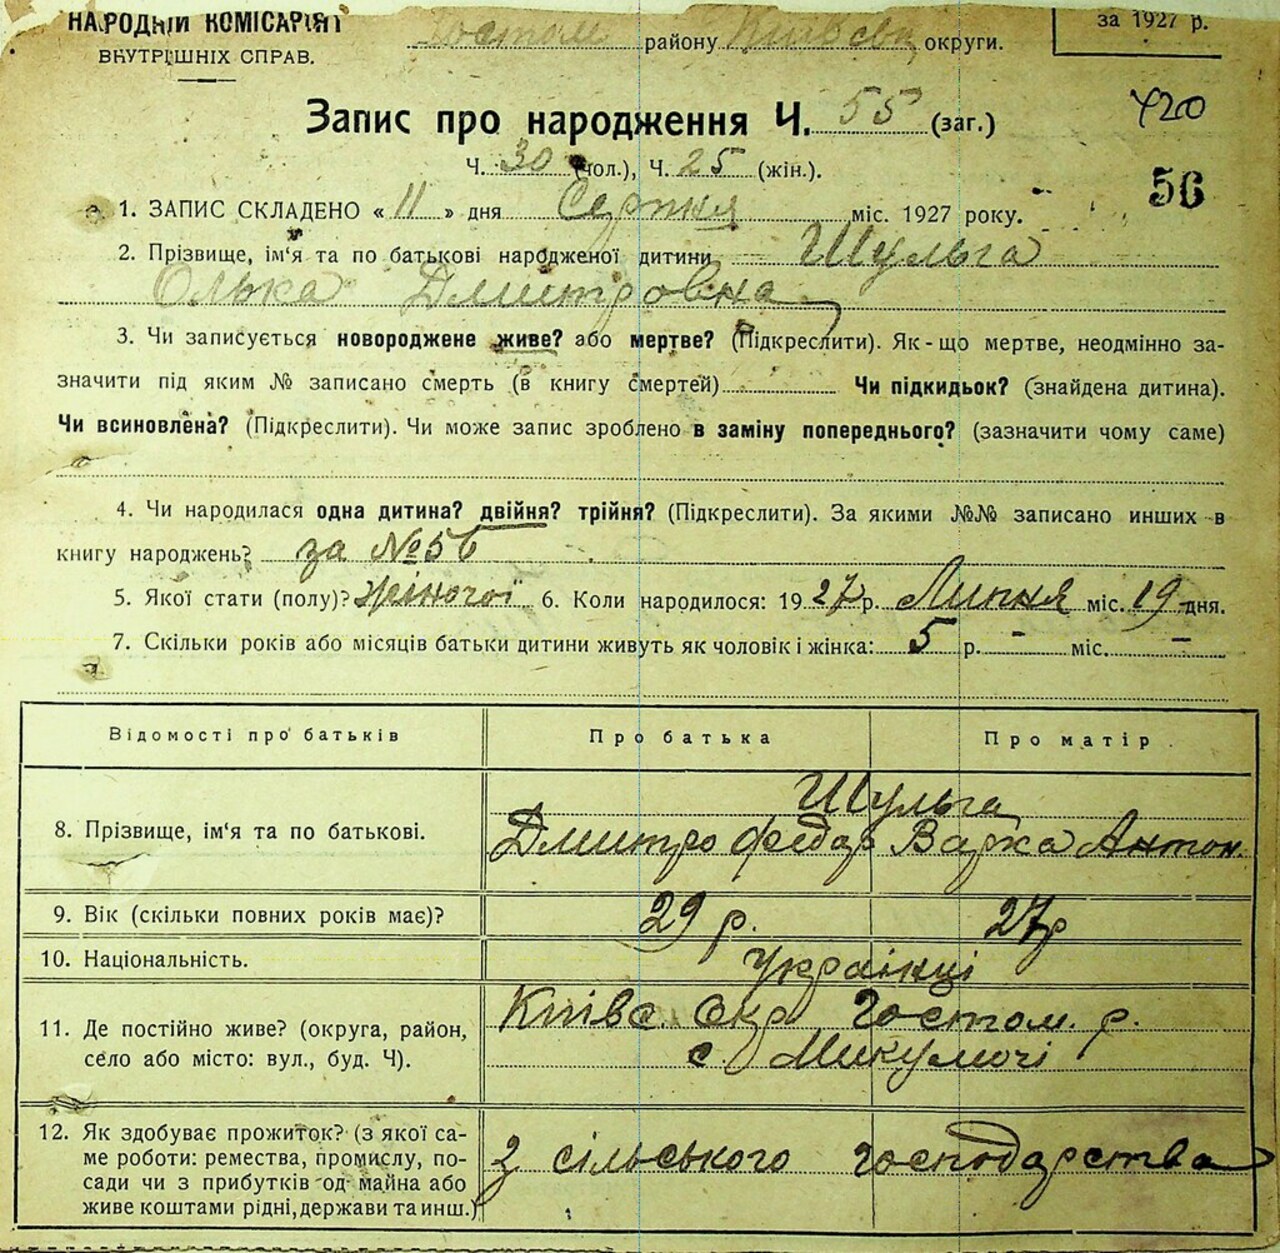 НАРОДНІЙ КОМІСАРІЯТ
ВНУТРІШНІХ СПРАВ.
Гостом району Київськ округи.
за 1927 р.
Запис про народження Ч. 55 (заг.)
420
Ч. 30 (чол.), Ч. 25 (жін.).
56
1. ЗАПИС СКЛАДЕНО « 11 » дня Серпня міс. 1927 року.
2. Прізвище, ім'я та по батькові народженої дитини Шульга
Олька Дмитровна
3. Чи записується новороджене живе? або мертве? (Підкреслити). Як-що мертве, неодмінно за-
значити під яким № записано смерть (в книгу смертей) Чи підкидьок? (знайдена дитина).
Чи всиновлена? (Підкреслити). Чи може запис зроблено в заміну попереднього? (зазначити чому саме)
4. Чи народилася одна дитина? двійня? трійня? (Підкреслити). За якими №№ записано инших в
книгу народжень? за №56
5. Якої стати (полу)? жіночої 6. Коли народилося: 1927 р. Липня міс. 19 дня.
7. Скільки років або місяців батьки дитини живуть як чоловік і жінка: 5 р. - міс. -
Відомості про батьків Про батька Про матір.
Шульга
8. Прізвище, ім'я та по батькові. Дмитро Федор Варка Антон.
9. Вік (скільки повних років має)? 29 р. 27р
10. Національність. Українці
11. Де постійно живе? (округа, район, Київс. Окр Гостом. р.
село або місто: вул., буд. Ч). с. Микуличі
12. Як здобуває прожиток? (з якої са-
ме роботи: ремества, промислу, по- З сільського господарства
сади чи з прибутків од майна або
живе коштами рідні, держави та инш.)